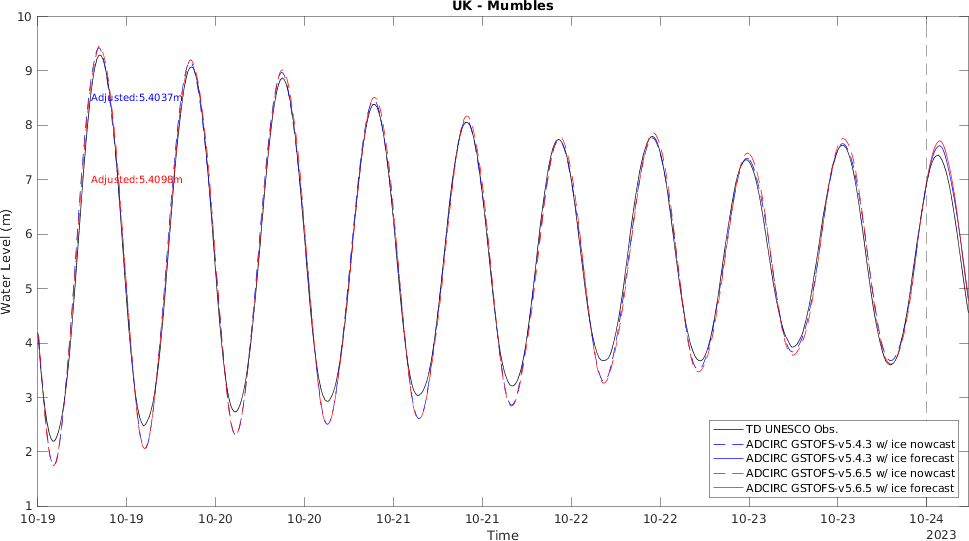 UK - Mumbles
10
9
8
7
6
5
4
3
2
1
Water Level (m)
Adjusted:5.4037m
Adjusted:5.4098m
TD UNESCO Obs.
ADCIRC GSTOFS-v5.4.3 w/ ice nowcast
ADCIRC GSTOFS-v5.4.3 w/ ice forecast
ADCIRC GSTOFS-v5.6.5 w/ ice nowcast
ADCIRC GSTOFS-v5.6.5 w/ ice forecast
10-19 10-19 10-20 10-20 10-21 10-21 10-22 10-22 10-23 10-23 10-24
Time
2023